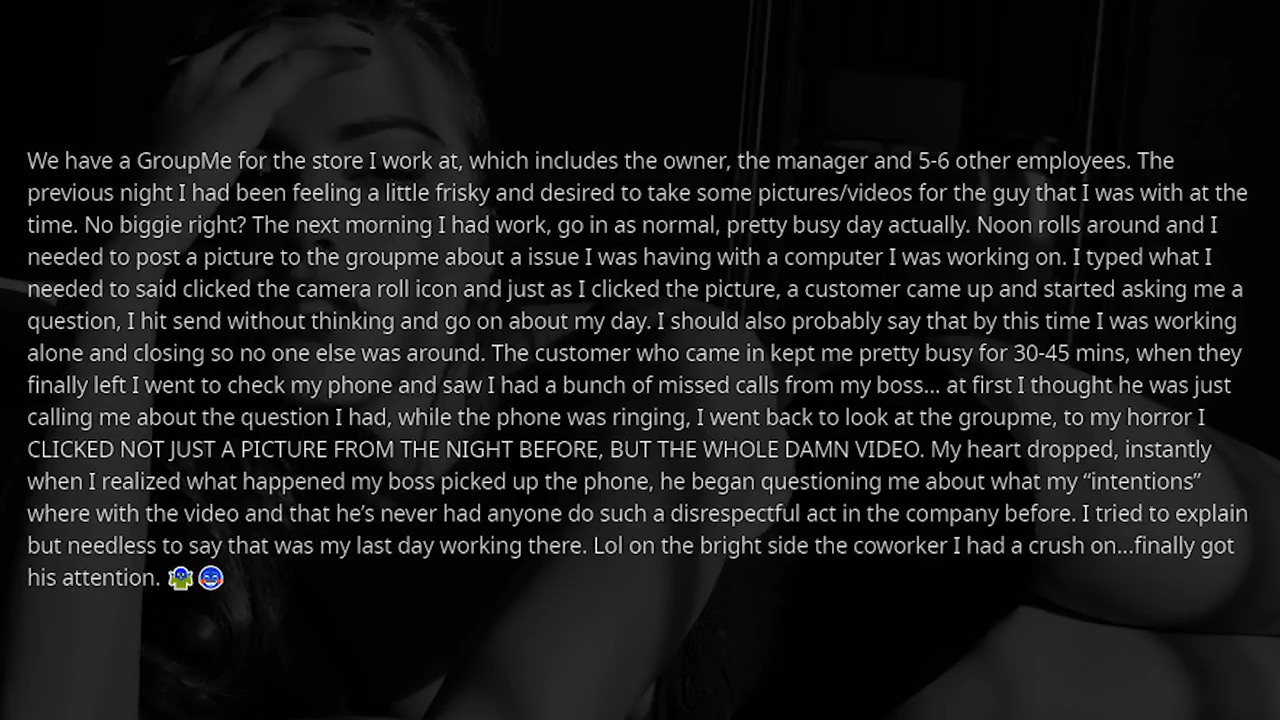 We have a GroupMe for the store I work at, which includes the owner, the manager and 5-6 other employees. The
previous night I had been feeling a little frisky and desired to take some pictures/videos for the guy that I was with at the
time. No biggie right? The next morning I had work, go in as normal, pretty busy day actually. Noon rolls around and I
needed to post a picture to the groupme about a issue I was having with a computer I was working on. I typed what I
needed to said clicked the camera roll icon and just as I clicked the picture, a customer came up and started asking me a
question, I hit send without thinking and go on about my day. I should also probably say that by this time I was working
alone and closing so no one else was around. The customer who came in kept me pretty busy for 30-45 mins, when they
finally left I went to check my phone and saw I had a bunch of missed calls from my boss... at first I thought he was just
calling me about the question I had, while the phone was ringing, I went back to look at the groupme, to my horror I
CLICKED NOT JUST A PICTURE FROM THE NIGHT BEFORE, BUT THE WHOLE DAMN VIDEO. My heart dropped, instantly
when I realized what happened my boss picked up the phone, he began questioning me about what my “intentions”
where with the video and that he’s never had anyone do such a disrespectful act in the company before. I tried to explain
but needless to say that was my last day working there. Lol on the bright side the coworker I had a crush on...finally got
his attention.